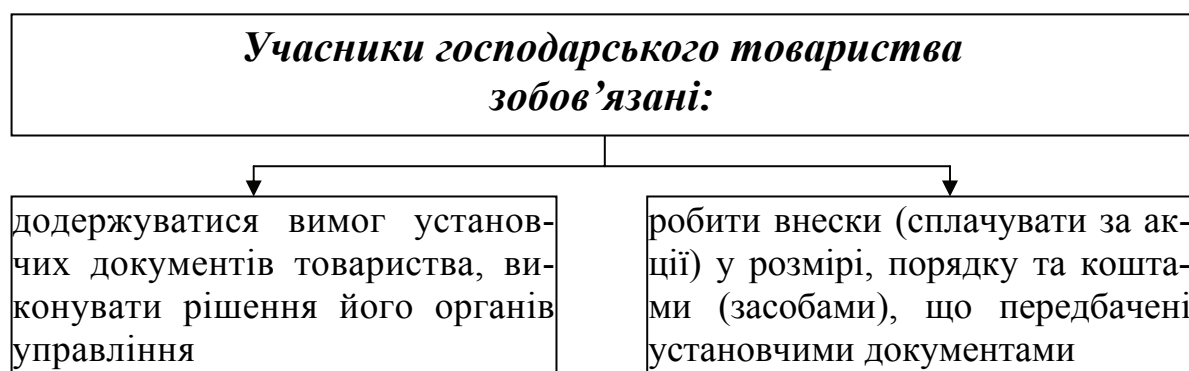 Учасники господарського товариства
зобов’язані:
додержуватися вимог установ-
чих документів товариства, ви-
конувати рішення його органів
управління
робити внески (сплачувати за ак-
ції) у розмірі, порядку та кошта-
ми (засобами), що передбачені
установчими документами